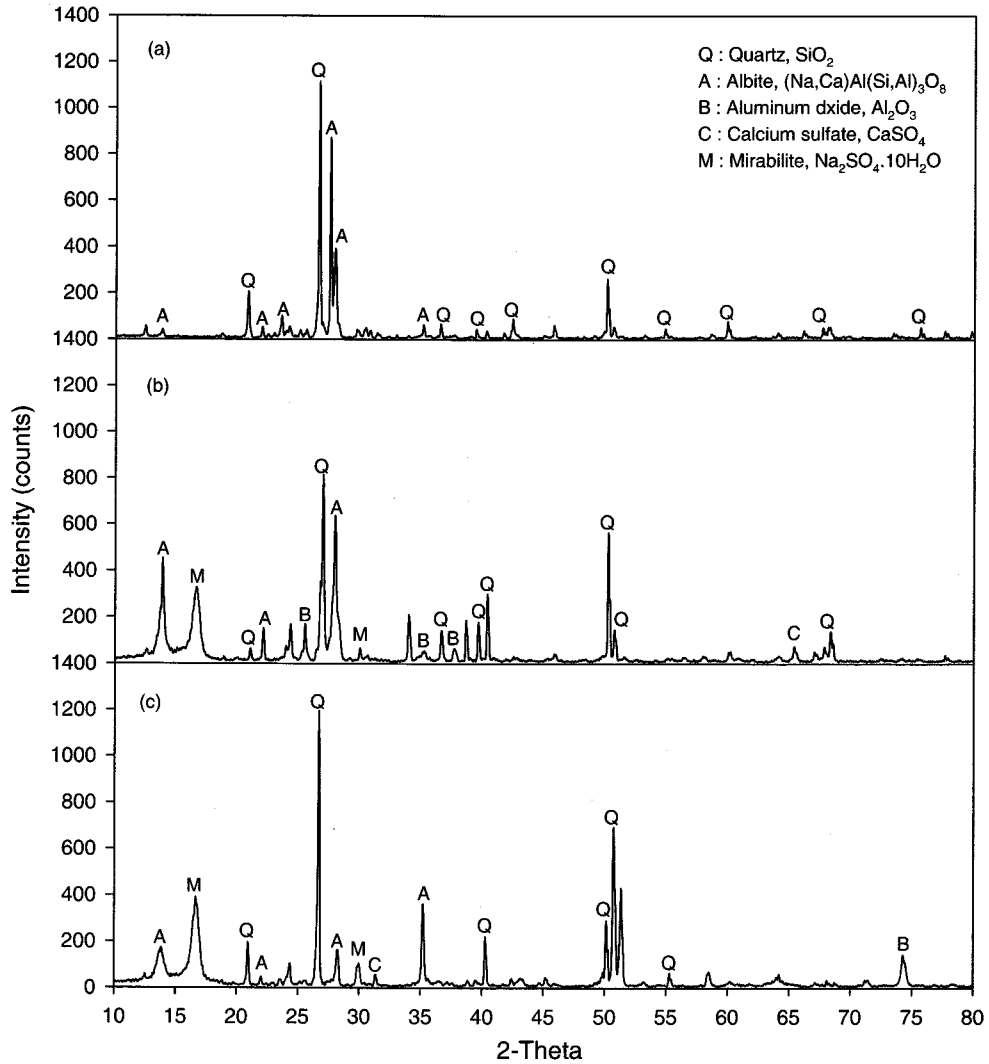 1400
(a)
1200
1000
800
600
400
200
Q : Quartz, SiO₂
A : Albite, (Na,Ca)Al(Si,Al)₃O₈
B : Aluminum dxide, Al₂O₃
C : Calcium sulfate, CaSO₄
M : Mirabilite, Na₂SO₄.10H₂O
A Q A A Q A A A Q Q Q Q Q Q Q Q
1400
(b)
1200
1000
800
600
400
200
A M Q A B Q A M B Q B Q Q Q Q C Q
1400
(c)
1200
1000
800
600
400
200
0
A M Q A Q A M C A Q Q Q Q B
10 15 20 25 30 35 40 45 50 55 60 65 70 75 80
2-Theta
Intensity (counts)